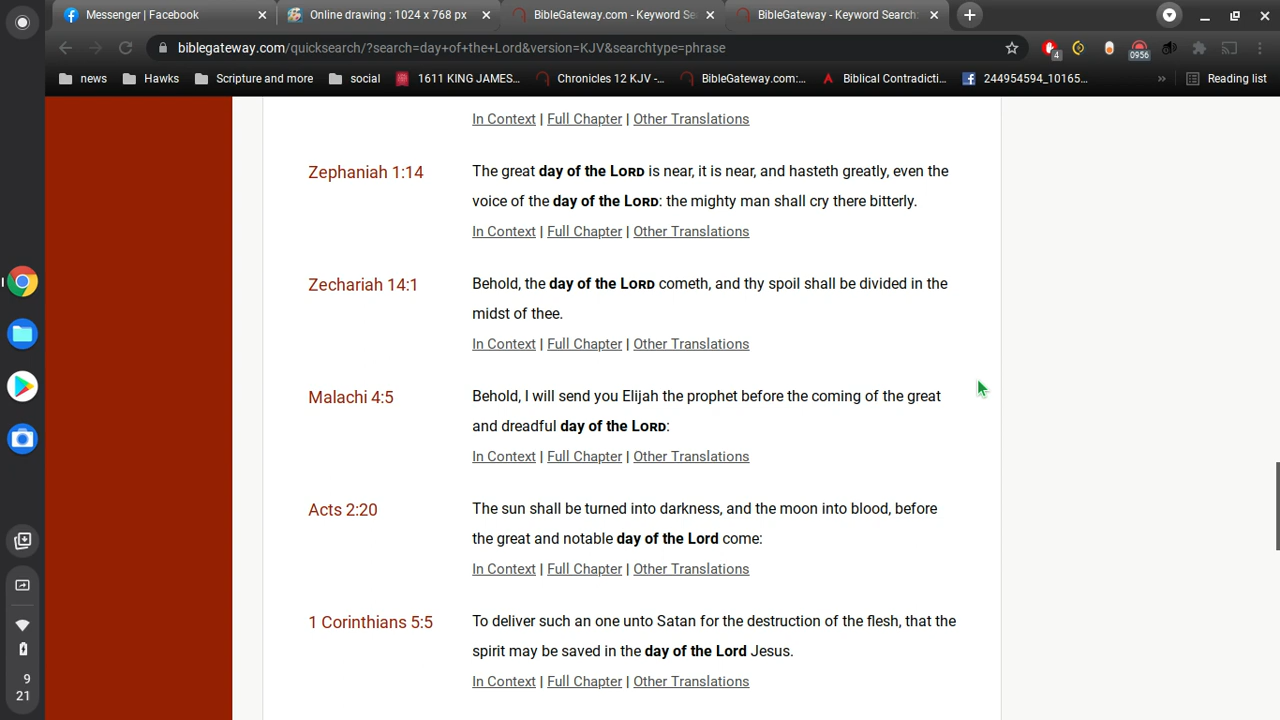 Messenger | Facebook
Online drawing : 1024 x 768 px
BibleGateway.com - Keyword Se
BibleGateway - Keyword Search:
biblegateway.com/quicksearch/?search=day+of+the+Lord&version=KJV&searchtype=phrase
4
0956
news
Hawks
Scripture and more
social
1611 KING JAMES...
Chronicles 12 KJV -...
BibleGateway.com:...
Biblical Contradicti...
244954594_10165...
»
Reading list
In Context | Full Chapter | Other Translations
Zephaniah 1:14
The great day of the LORD is near, it is near, and hasteth greatly, even the
voice of the day of the LORD: the mighty man shall cry there bitterly.
In Context | Full Chapter | Other Translations
Zechariah 14:1
Behold, the day of the LORD cometh, and thy spoil shall be divided in the
midst of thee.
In Context | Full Chapter | Other Translations
Malachi 4:5
Behold, I will send you Elijah the prophet before the coming of the great
and dreadful day of the LORD:
In Context | Full Chapter | Other Translations
Acts 2:20
The sun shall be turned into darkness, and the moon into blood, before
the great and notable day of the Lord come:
In Context | Full Chapter | Other Translations
1 Corinthians 5:5
To deliver such an one unto Satan for the destruction of the flesh, that the
spirit may be saved in the day of the Lord Jesus.
In Context | Full Chapter | Other Translations
9
21